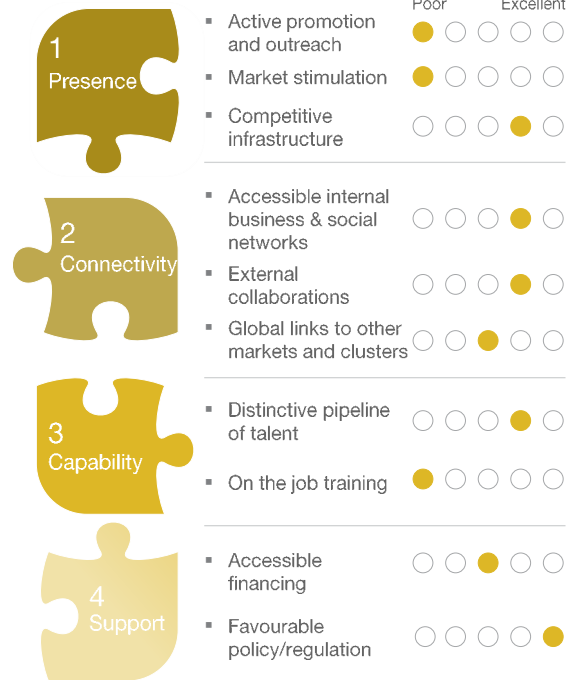 Poor
Excellent
1
Presence
▪ Active promotion
and outreach
▪ Market stimulation
▪ Competitive
infrastructure
2
Connectivity
▪ Accessible internal
business & social
networks
▪ External
collaborations
▪ Global links to other
markets and clusters
3
Capability
▪ Distinctive pipeline
of talent
▪ On the job training
4
Support
▪ Accessible
financing
▪ Favourable
policy/regulation